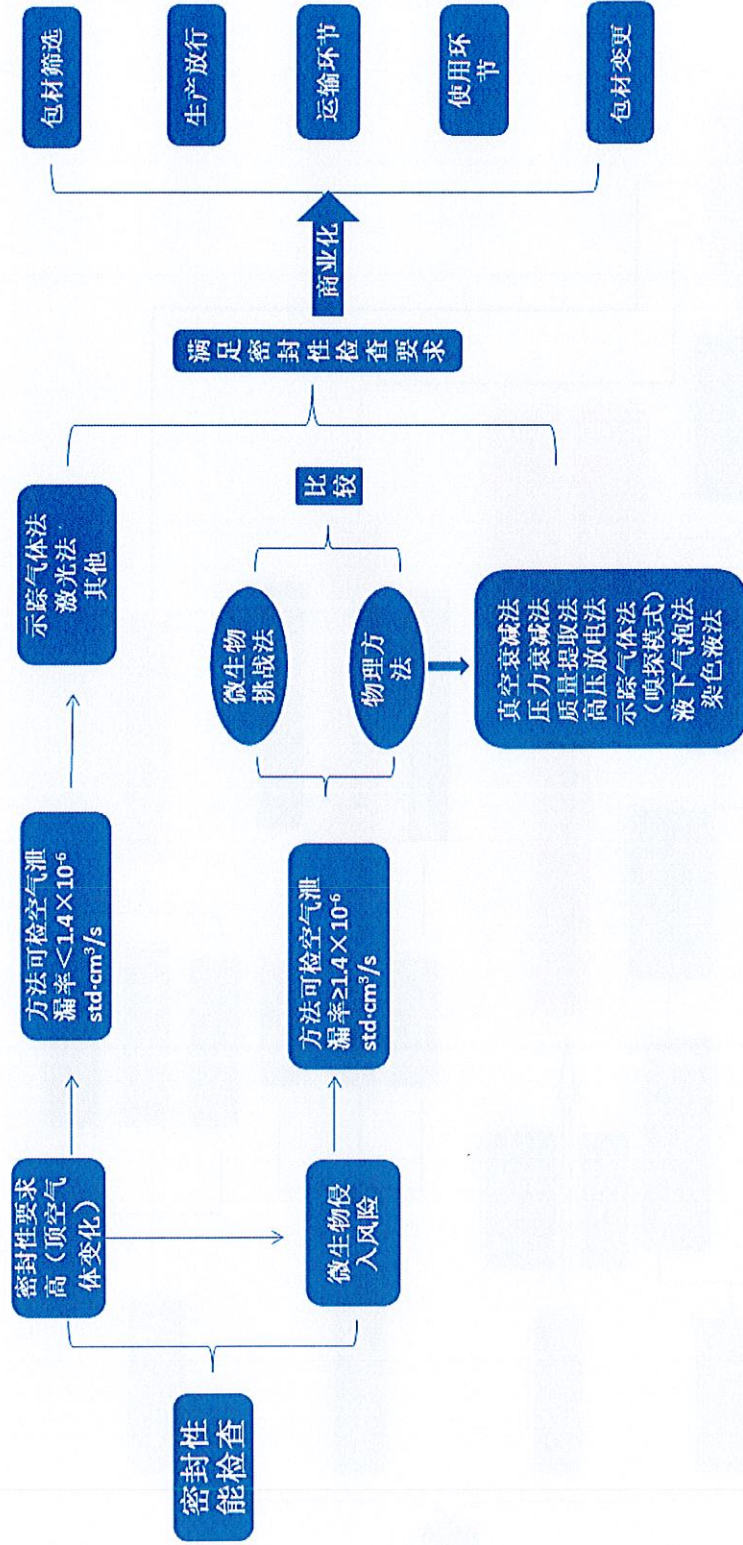 密封性
能检查
密封性要求
高（顶空气
体变化）
微生物侵
入风险
方法可检空气泄
漏率＜1.4×10⁻⁶
std·cm³/s
方法可检空气泄
漏率≥1.4×10⁻⁶
std·cm³/s
示踪气体法
激光法
其他
微生物
挑战法
物理方
法
比较
真空衰减法
压力衰减法
质量提取法
高压放电法
示踪气体法
（嗅探模式）
液下气泡法
染色液法
满足密封性检查要求
商业化
包材筛选
生产放行
运输环节
使用环
节
包材变更